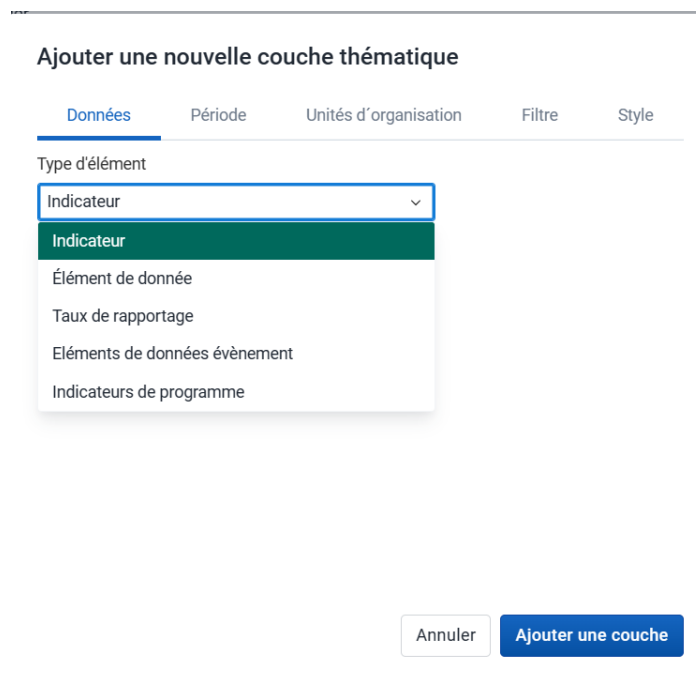 Ajouter une nouvelle couche thématique
Données Période Unités d´organisation Filtre Style
Type d'élément
Indicateur
Indicateur
Élément de donnée
Taux de rapportage
Eléments de données évènement
Indicateurs de programme
Annuler Ajouter une couche